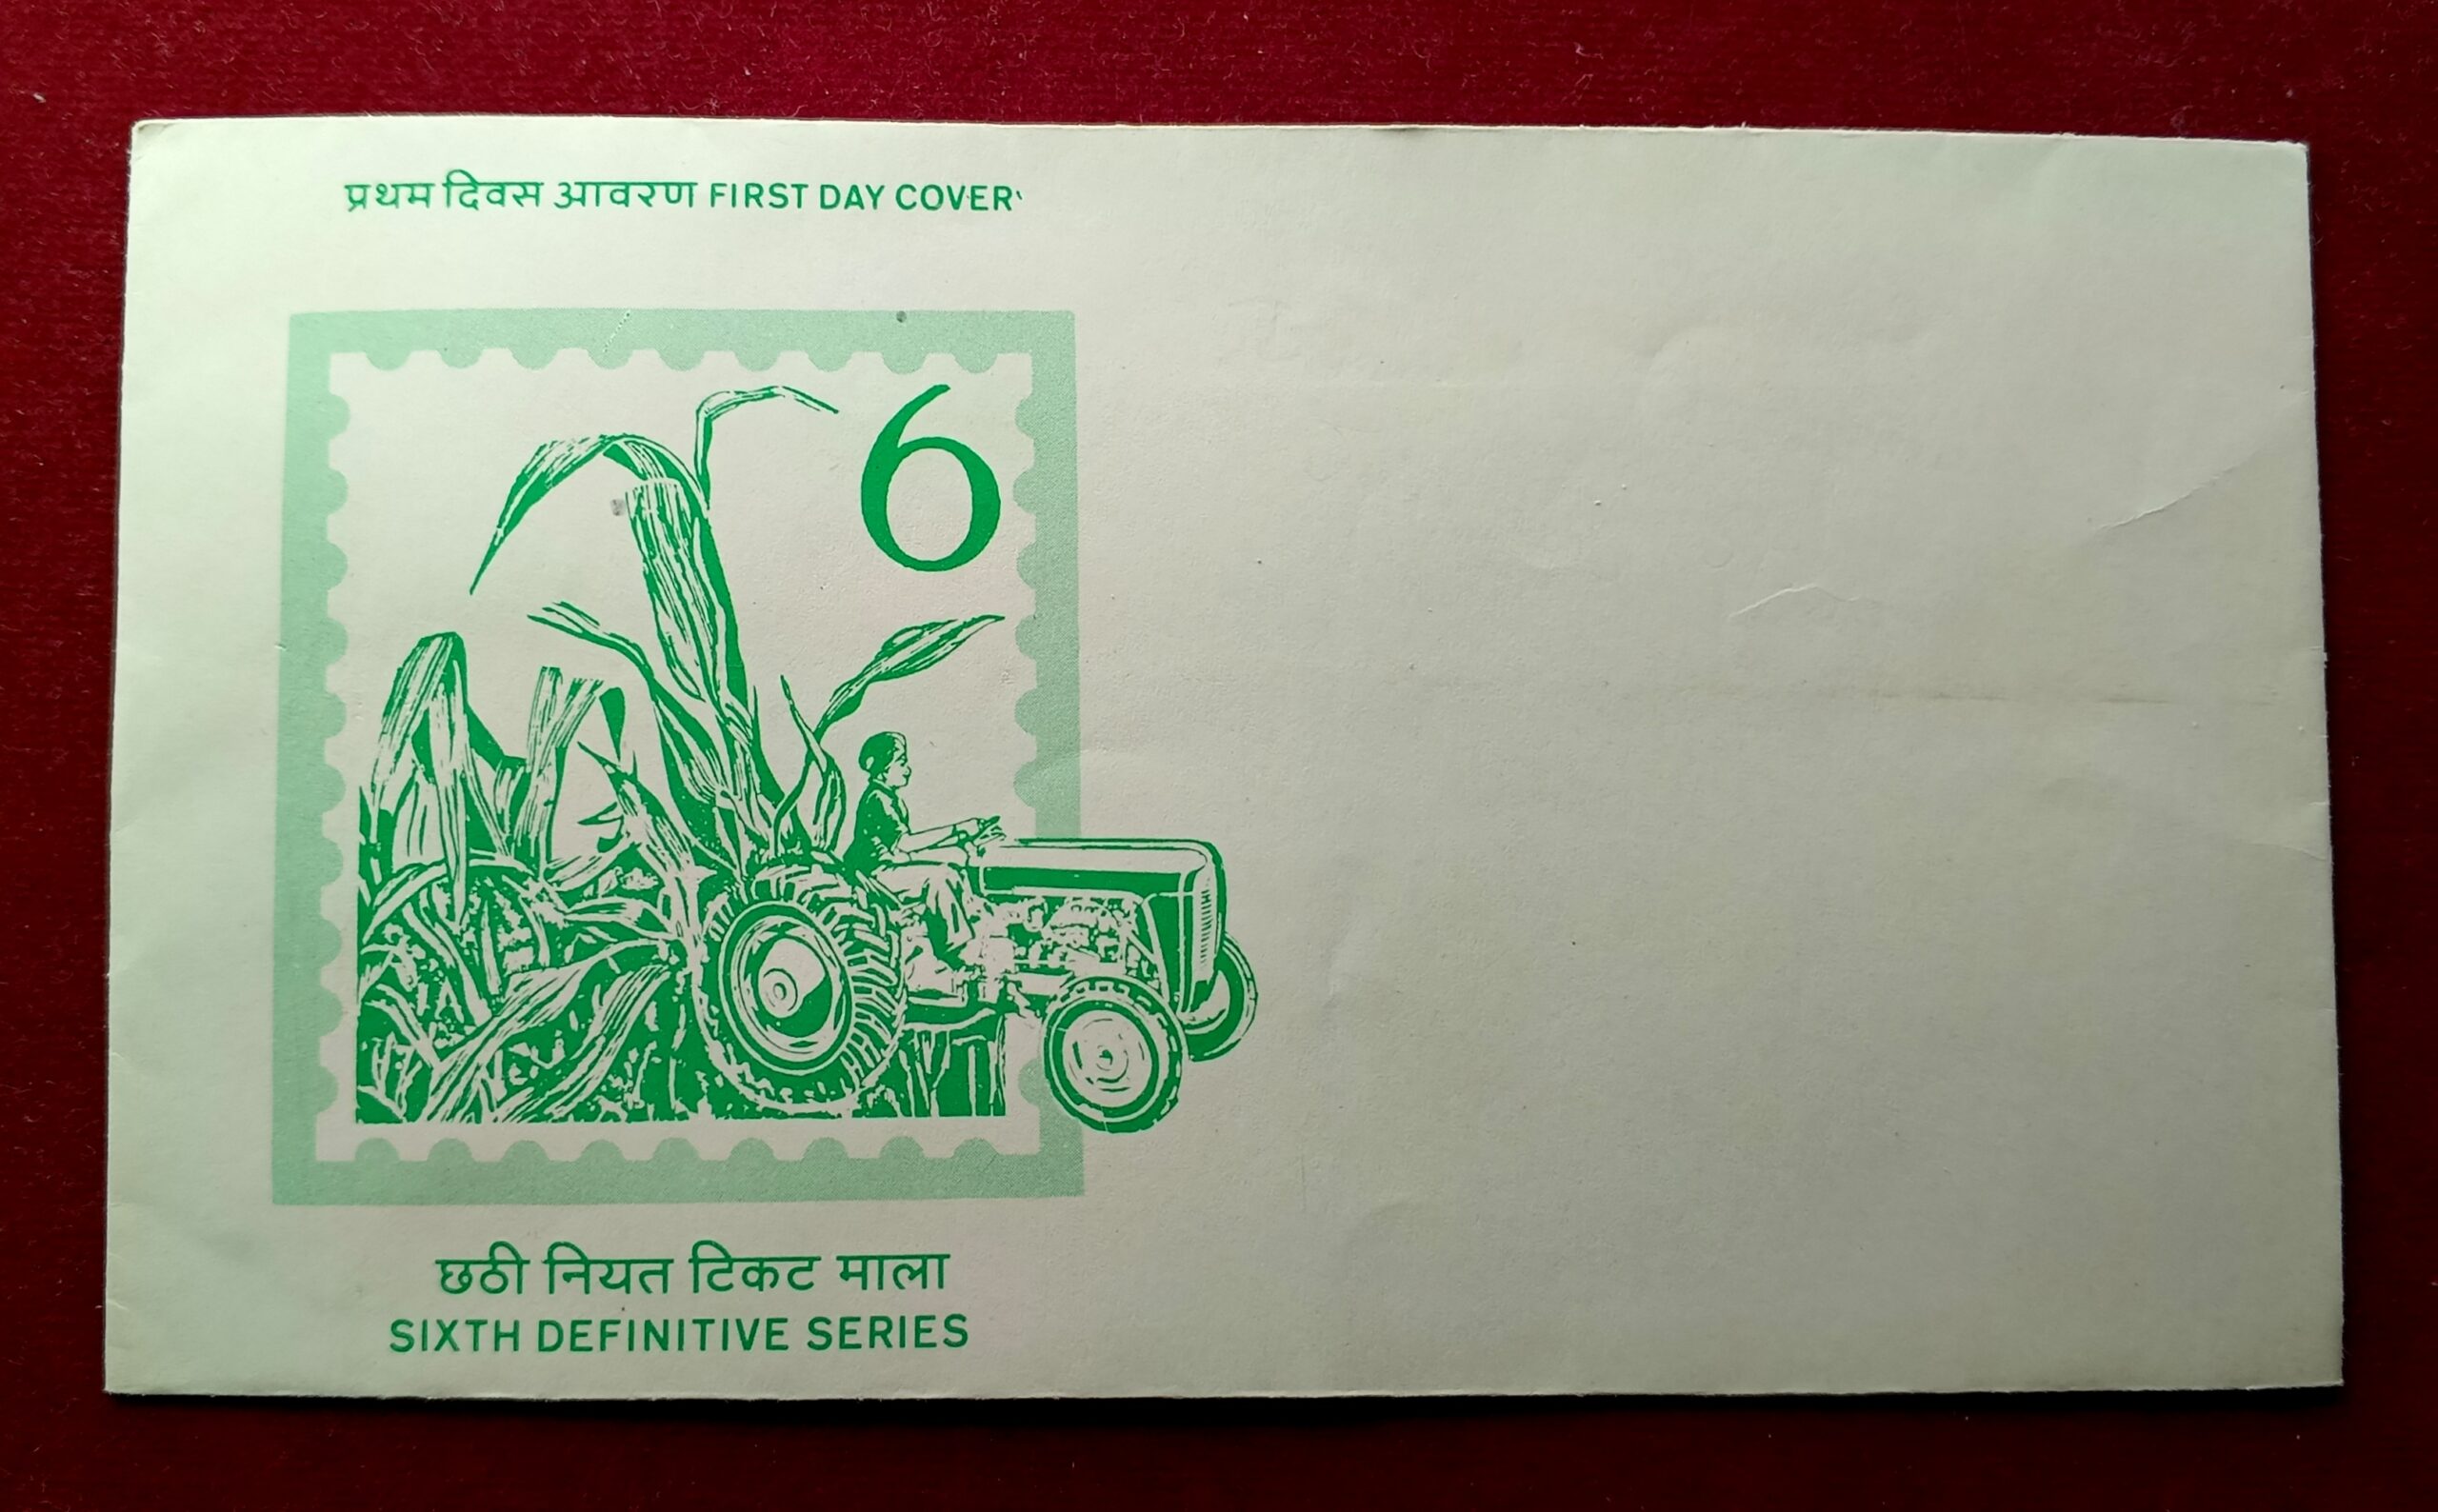 प्रथम दिवस आवरण FIRST DAY COVER
6
छठी नियत टिकट माला
SIXTH DEFINITIVE SERIES